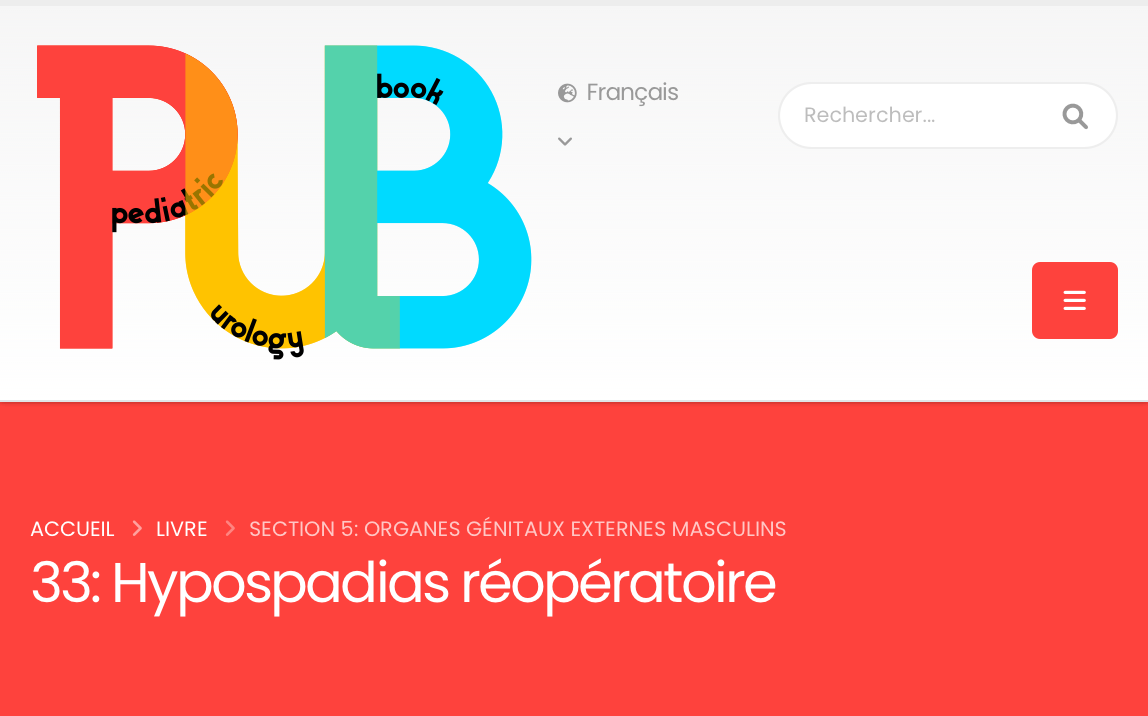 PUB
pediatric
urology
book
Français
Rechercher...
ACCUEIL > LIVRE > SECTION 5: ORGANES GÉNITAUX EXTERNES MASCULINS
33: Hypospadias réopératoire